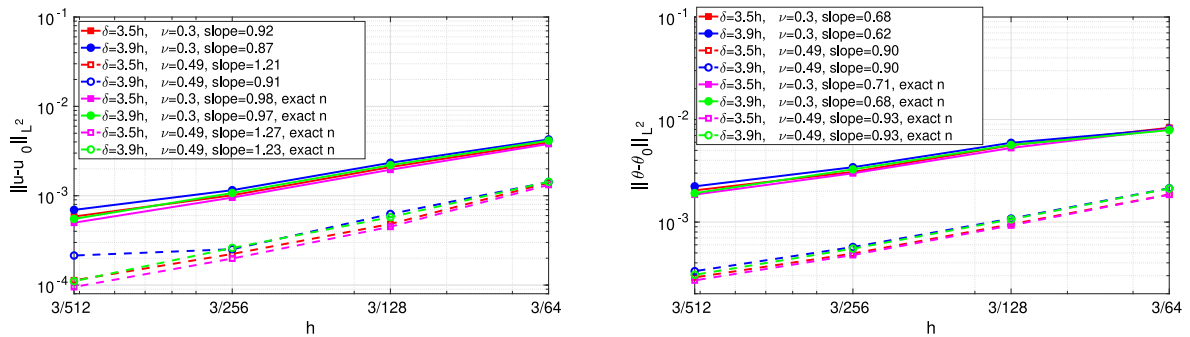 10^-1
δ=3.5h, ν=0.3, slope=0.92
δ=3.9h, ν=0.3, slope=0.87
δ=3.5h, ν=0.49, slope=1.21
δ=3.9h, ν=0.49, slope=0.91
δ=3.5h, ν=0.3, slope=0.98, exact n
δ=3.9h, ν=0.3, slope=0.97, exact n
δ=3.5h, ν=0.49, slope=1.27, exact n
δ=3.9h, ν=0.49, slope=1.23, exact n
10^-2
10^-3
10^-4
||u-u_0||_L^2
3/512 3/256 3/128 3/64
h
10^-1
δ=3.5h, ν=0.3, slope=0.68
δ=3.9h, ν=0.3, slope=0.62
δ=3.5h, ν=0.49, slope=0.90
δ=3.9h, ν=0.49, slope=0.90
δ=3.5h, ν=0.3, slope=0.71, exact n
δ=3.9h, ν=0.3, slope=0.68, exact n
δ=3.5h, ν=0.49, slope=0.93, exact n
δ=3.9h, ν=0.49, slope=0.93, exact n
10^-2
10^-3
||θ-θ_0||_L^2
3/512 3/256 3/128 3/64
h